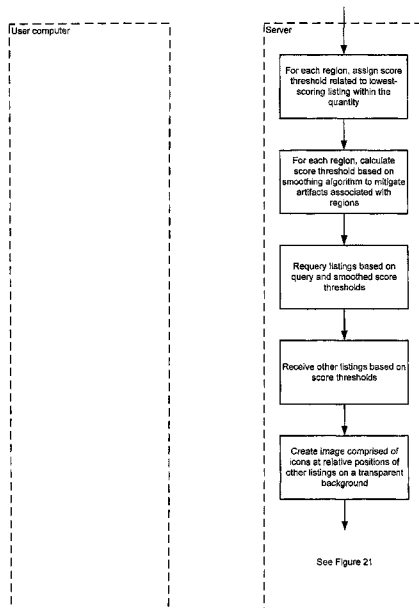 User computer
Server
For each region, assign score
threshold related to lowest-
scoring listing within the
quantity
For each region, calculate
score threshold based on
smoothing algorithm to mitigate
artifacts associated with
regions
Requery listings based on
query and smoothed score
thresholds
Receive other listings based on
score thresholds
Create image comprised of
icons at relative positions of
other listings on a transparent
background
See Figure 21